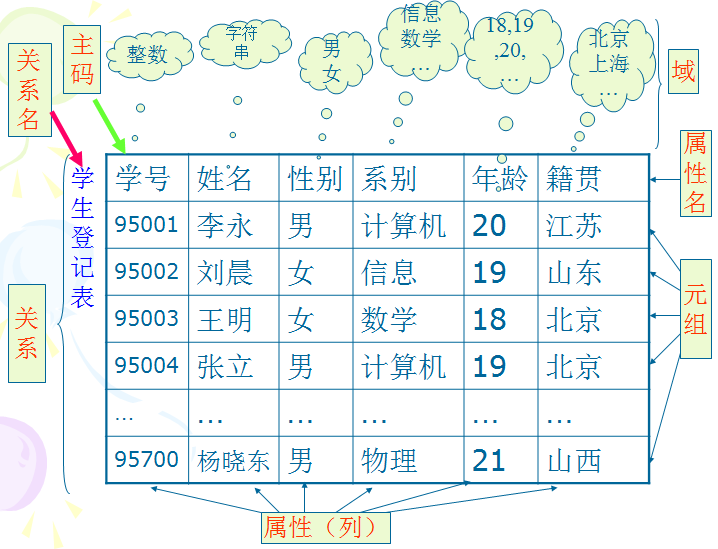 关系名
主码
整数
字符
串
男
女
信息
数学
…
18,19
,20,
…
北京
上海
…
域
属性名
学生登记表
学号 姓名 性别 系别 年龄 籍贯
95001 李永 男 计算机 20 江苏
95002 刘晨 女 信息 19 山东
95003 王明 女 数学 18 北京
95004 张立 男 计算机 19 北京
… … … … … …
95700 杨晓东 男 物理 21 山西
关系
元组
属性（列）